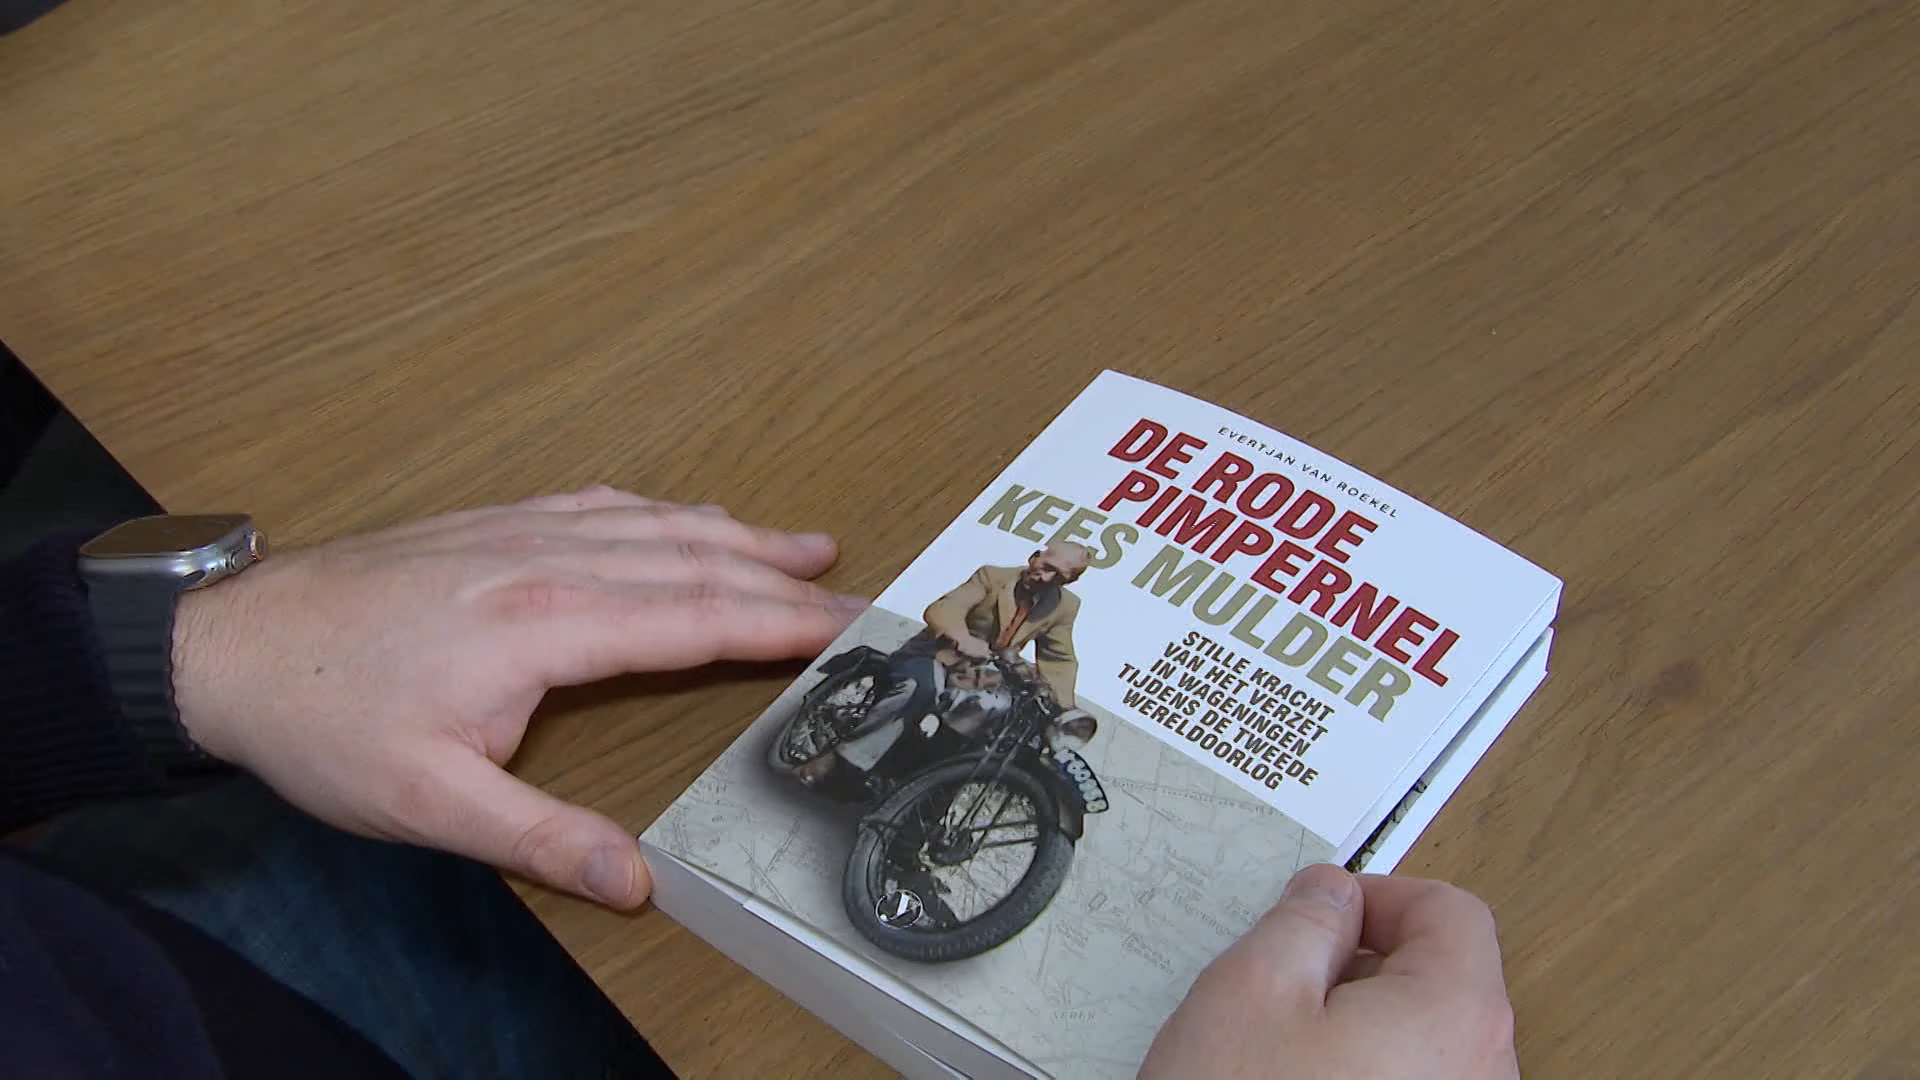 EVERTJAN VAN ROEKEL
DE RODE
PIMPERNEL
KEES MULDER
STILLE KRACHT
VAN HET VERZET
IN WAGENINGEN
TIJDENS DE TWEEDE
WERELDOORLOG